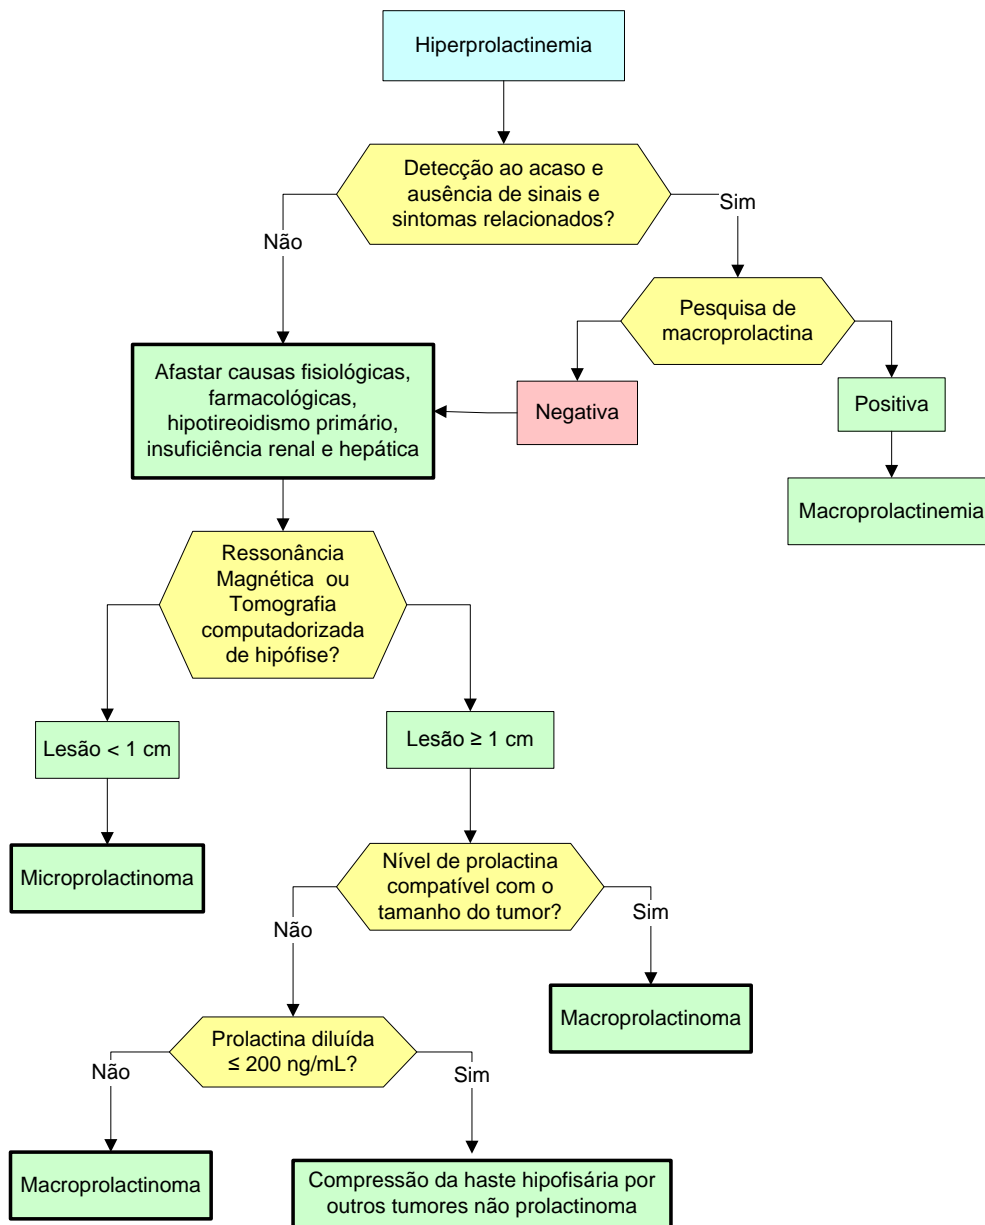 Hiperprolactinemia
Detecção ao acaso e
ausência de sinais e
sintomas relacionados?
Não
Sim
Pesquisa de
macroprolactina
Afastar causas fisiológicas,
farmacológicas,
hipotireoidismo primário,
insuficiência renal e hepática
Negativa
Positiva
Macroprolactinemia
Ressonância
Magnética ou
Tomografia
computadorizada
de hipófise?
Lesão < 1 cm
Lesão ≥ 1 cm
Microprolactinoma
Nível de prolactina
compatível com o
tamanho do tumor?
Não
Sim
Macroprolactinoma
Prolactina diluída
≤ 200 ng/mL?
Não
Sim
Macroprolactinoma
Compressão da haste hipofisária por
outros tumores não prolactinoma